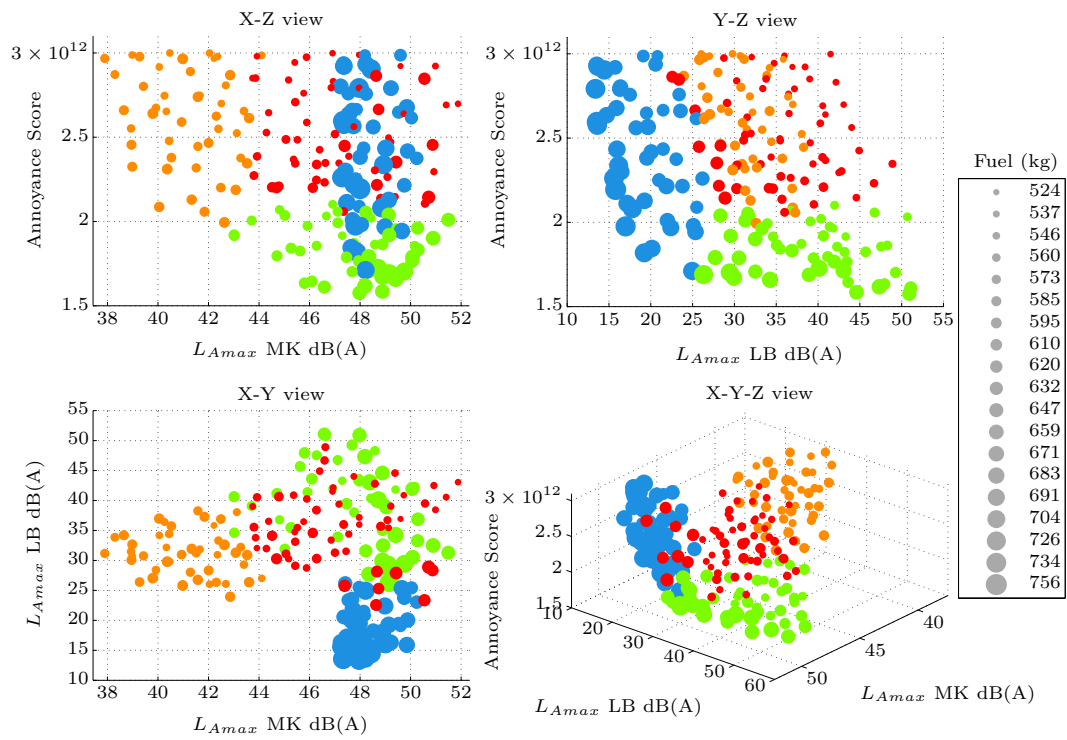 X-Z view
3 × 10^12
2.5
2
1.5
Annoyance Score
38 40 42 44 46 48 50 52
L_Amax MK dB(A)
Y-Z view
3 × 10^12
2.5
2
1.5
Annoyance Score
10 15 20 25 30 35 40 45 50 55
L_Amax LB dB(A)
X-Y view
55
50
45
40
35
30
25
20
15
10
L_Amax LB dB(A)
38 40 42 44 46 48 50 52
L_Amax MK dB(A)
X-Y-Z view
3 × 10^12
2.5
2
1.5
Annoyance Score
10 20 30 40 50 60
L_Amax LB dB(A)
50 45 40
L_Amax MK dB(A)
Fuel (kg)
524
537
546
560
573
585
595
610
620
632
647
659
671
683
691
704
726
734
756